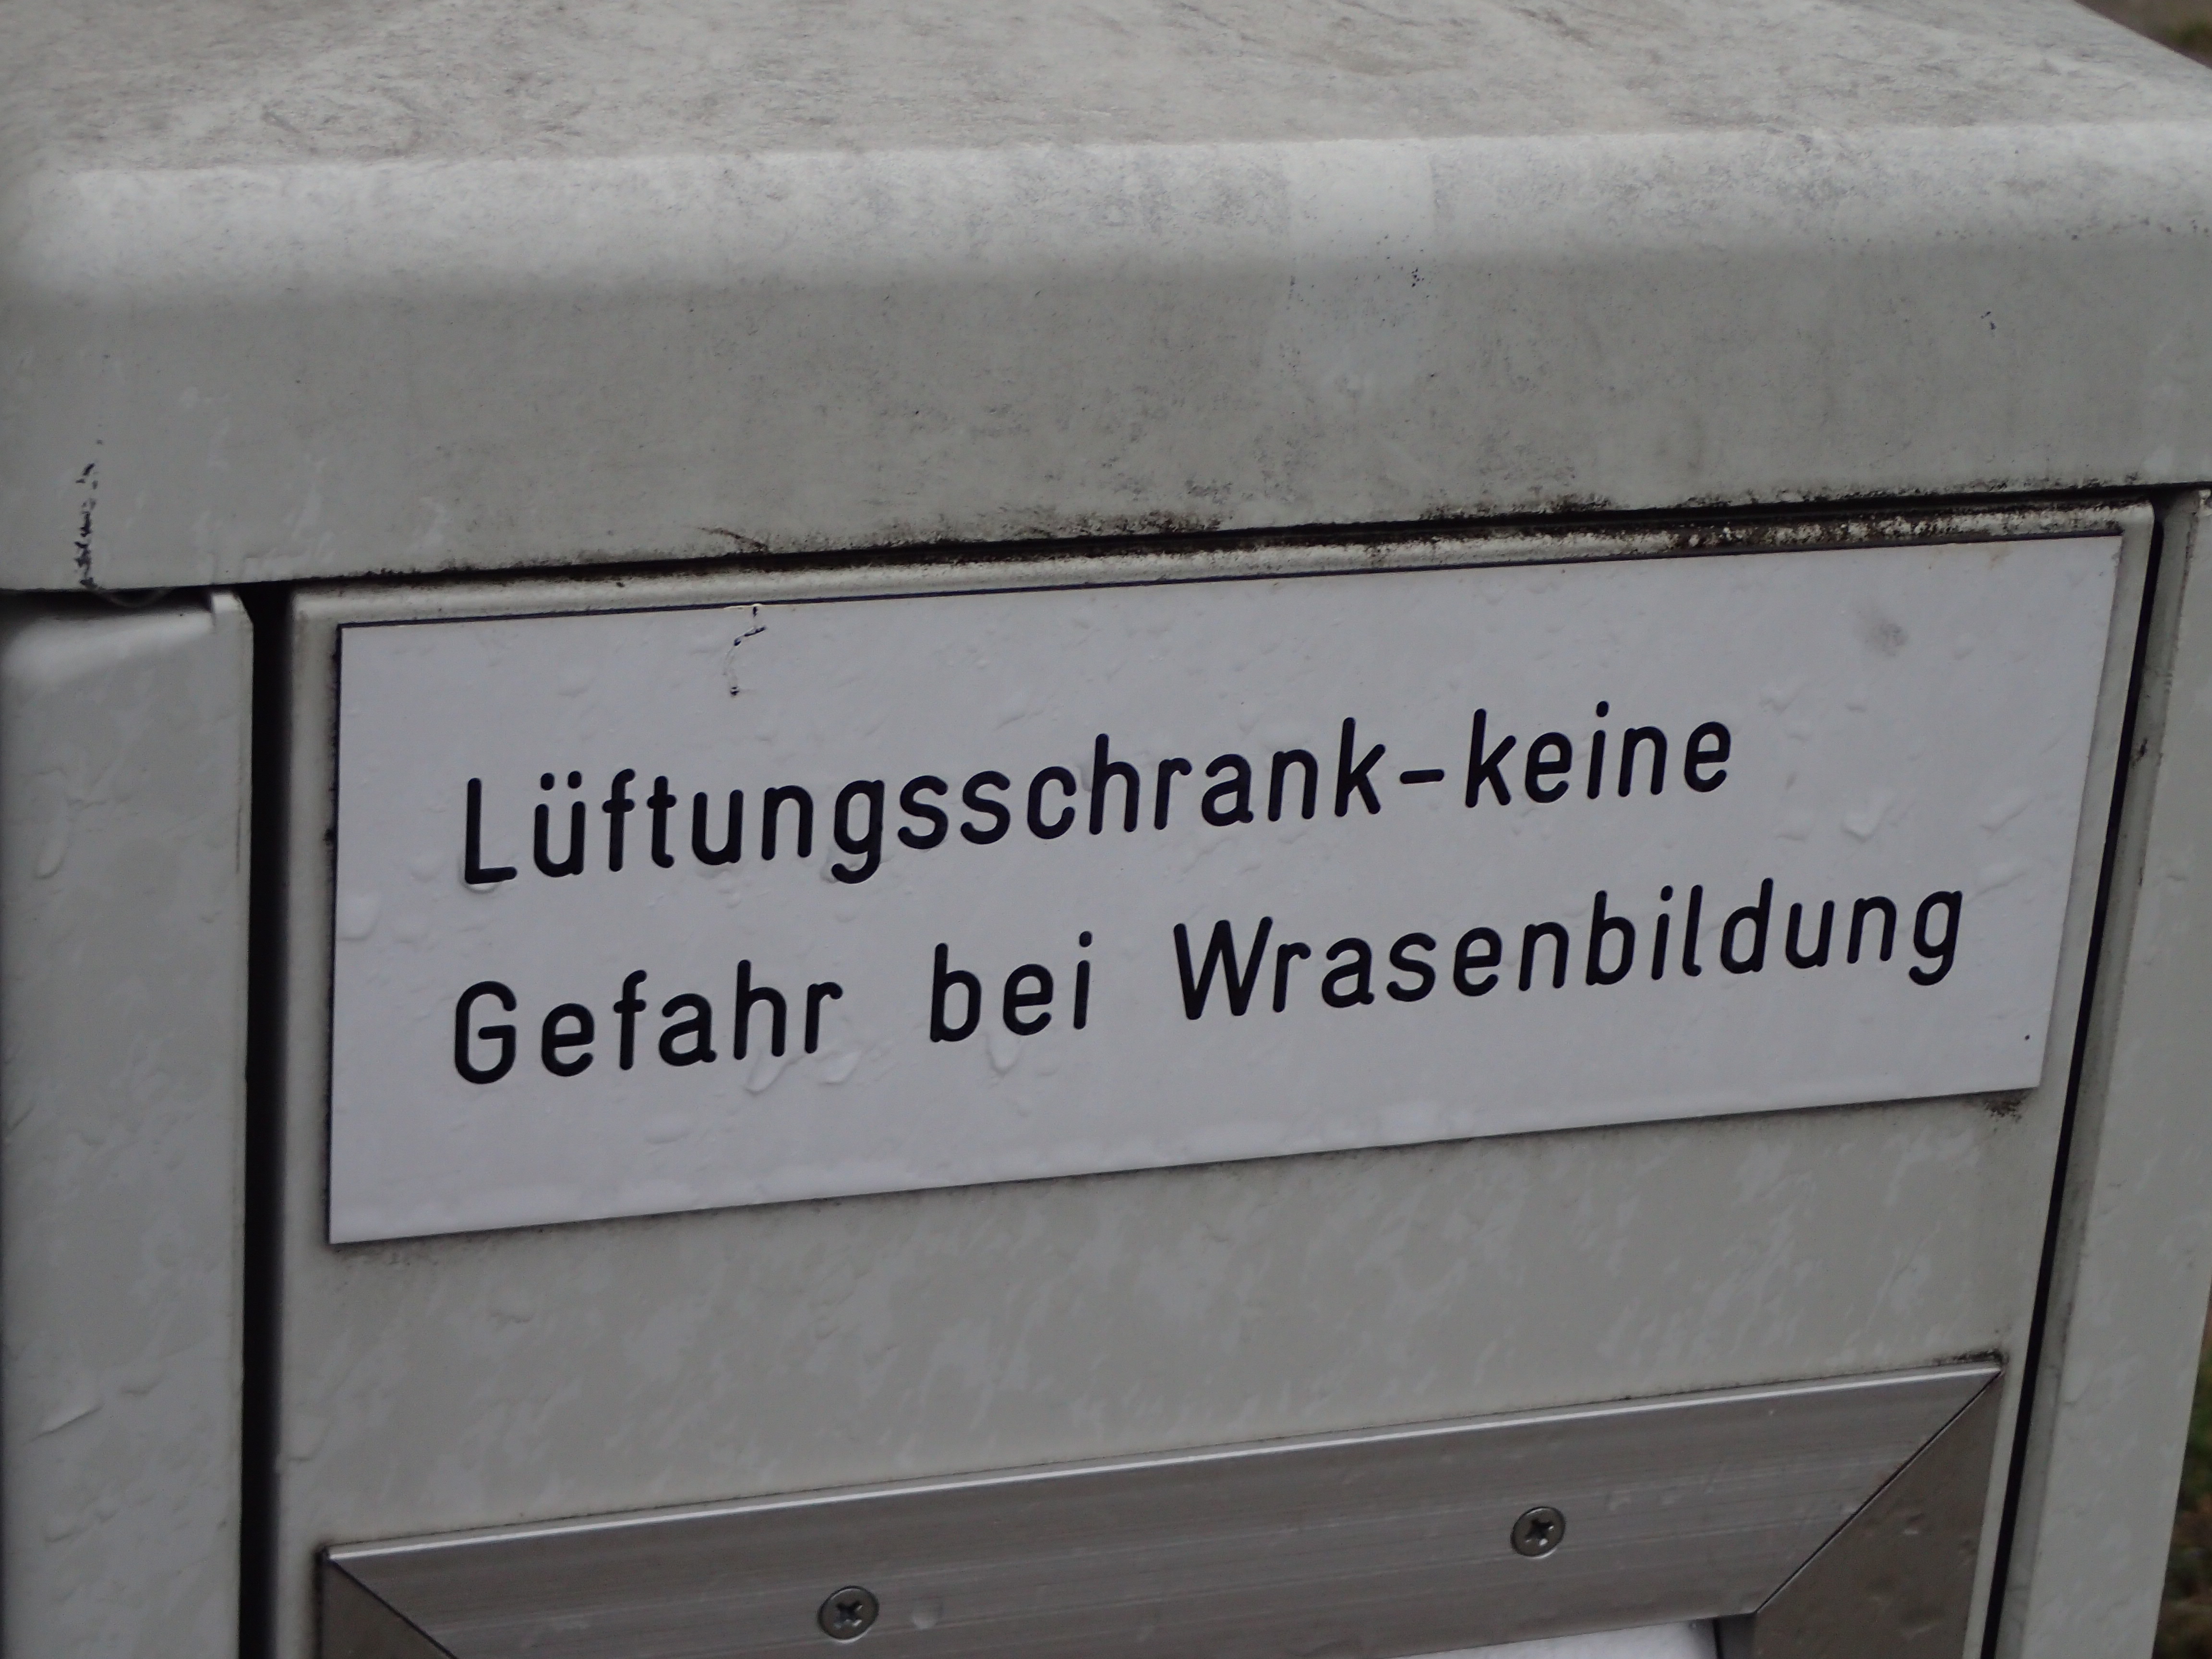 Lüftungsschrank-keine
Gefahr bei Wrasenbildung